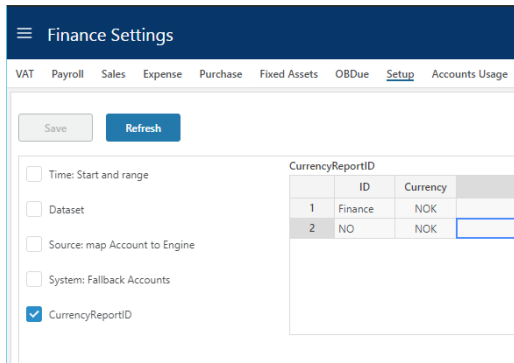 Finance Settings
VAT Payroll Sales Expense Purchase Fixed Assets OBDue Setup Accounts Usage
Save Refresh
CurrencyReportID
ID Currency
1 Finance NOK
2 NO NOK
Time: Start and range
Dataset
Source: map Account to Engine
System: Fallback Accounts
CurrencyReportID